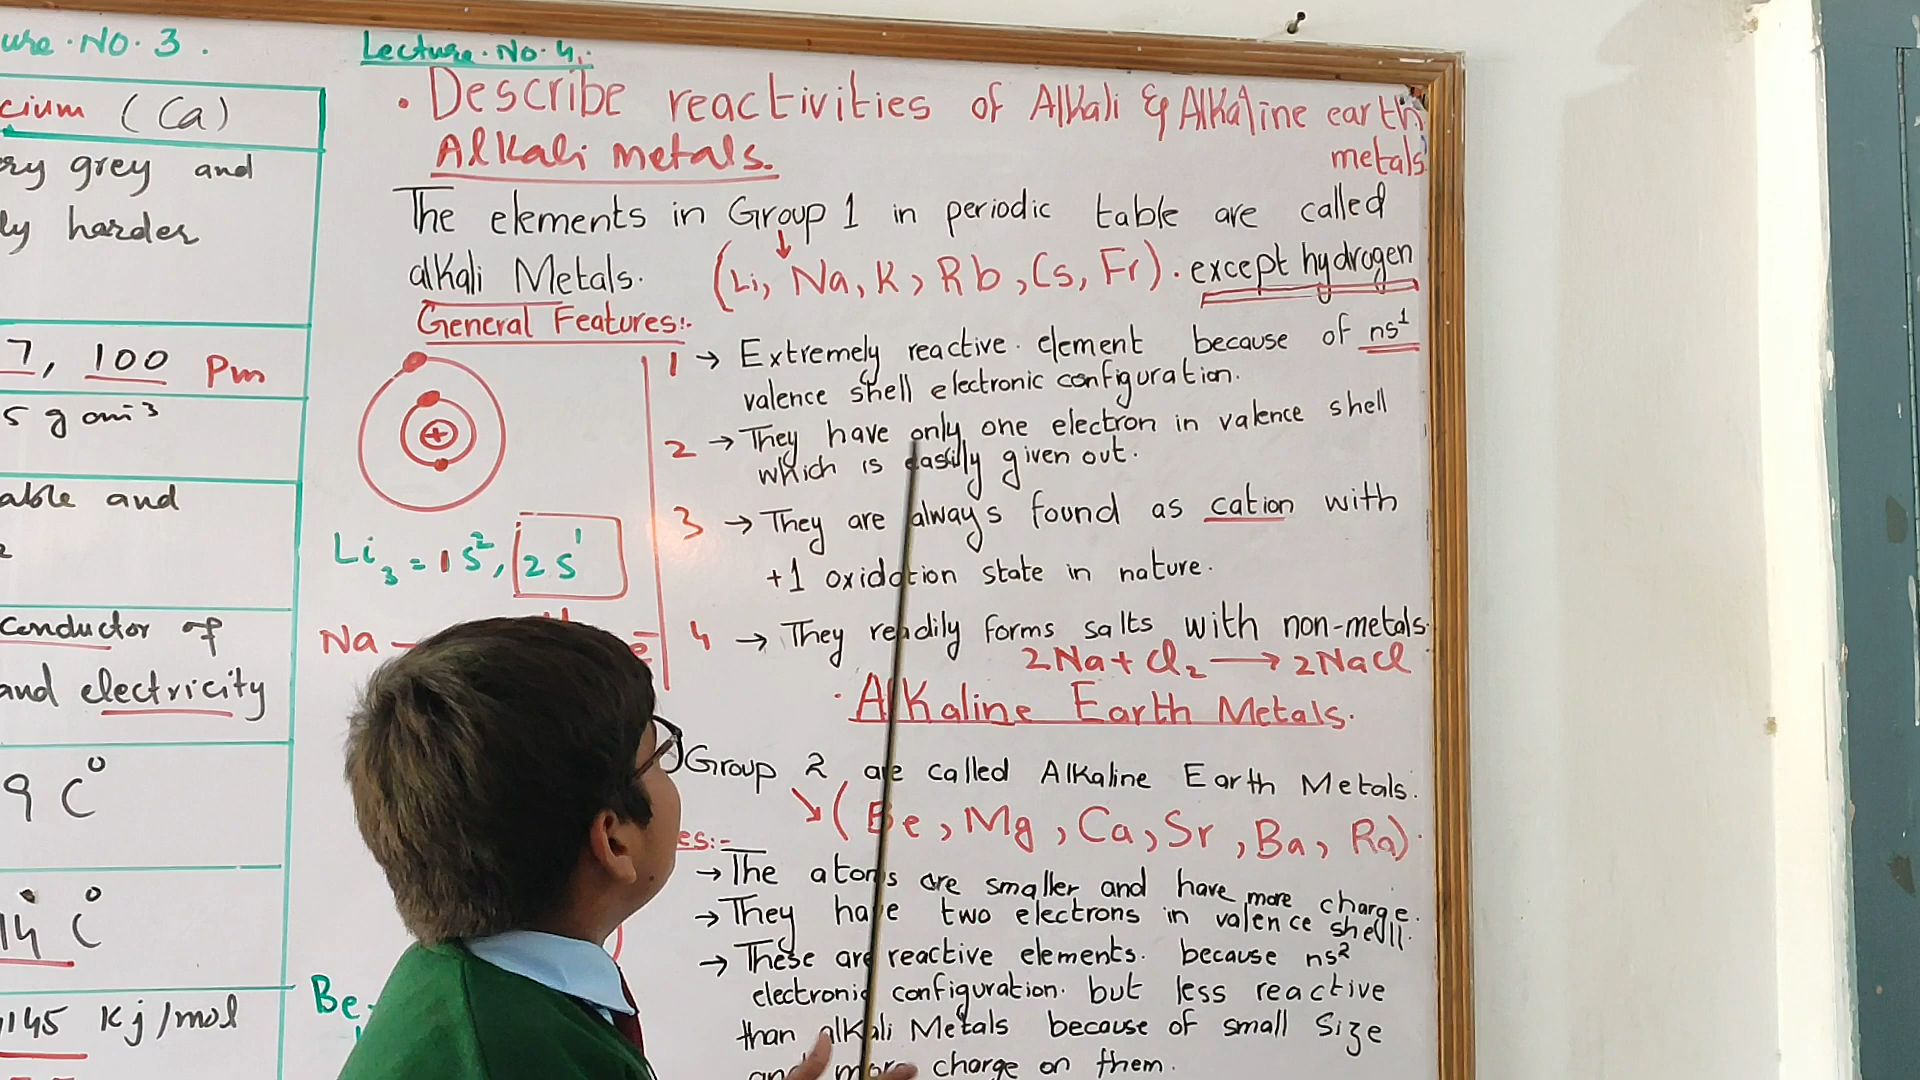 ure.No.3.
cium (Ca)
ery grey and
ly harder
7, 100 Pm
able and
conductor of
and electricity
9 C°
14 C°
145 Kj/mol
Lecture.No.4.
• Describe reactivities of Alkali & Alkaline earth
metals
Alkali metals.
The elements in Group 1 in periodic table are called
alkali Metals. (Li, Na, K, Rb, Cs, Fr). except hydrogen
General Features:-
+
Li₃ = 1s², 2s¹
Na
1 → Extremely reactive. element because of ns¹
valence shell electronic configuration.
2 → They have only one electron in valence shell
which is easily given out.
3 → They are always found as cation with
+1 oxidation state in nature.
4 → They readily forms salts with non-metals.
2Na + Cl₂ → 2NaCl
• Alkaline Earth Metals.
Group 2 are called Alkaline Earth Metals.
(Be, Mg, Ca, Sr, Ba, Ra).
es:-
→ The atoms are smaller and have more charge.
→ They have two electrons in valence shell.
→ These are reactive elements. because ns²
electronic configuration. but less reactive
than alkali Metals because of small size
and more charge on them.
Be